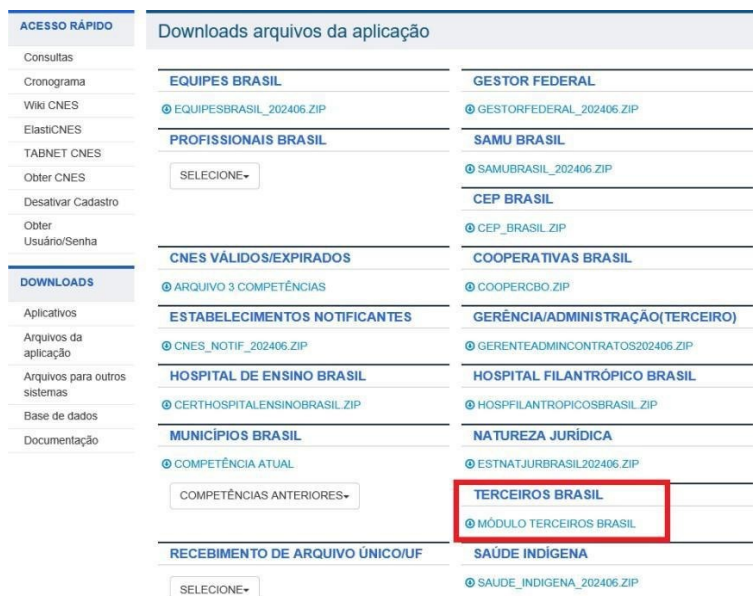 ACESSO RÁPIDO
Consultas
Cronograma
Wiki CNES
ElastiCNES
TABNET CNES
Obter CNES
Desativar Cadastro
Obter
Usuário/Senha
DOWNLOADS
Aplicativos
Arquivos da
aplicação
Arquivos para outros
sistemas
Base de dados
Documentação
Downloads arquivos da aplicação
EQUIPES BRASIL
EQUIPESBRASIL_202406.ZIP
GESTOR FEDERAL
GESTORFEDERAL_202406.ZIP
PROFISSIONAIS BRASIL
SELECIONE
SAMU BRASIL
SAMUBRASIL_202406.ZIP
CEP BRASIL
CEP_BRASIL.ZIP
CNES VÁLIDOS/EXPIRADOS
ARQUIVO 3 COMPETÊNCIAS
COOPERATIVAS BRASIL
COOPERCBO.ZIP
ESTABELECIMENTOS NOTIFICANTES
CNES_NOTIF_202406.ZIP
GERÊNCIA/ADMINISTRAÇÃO(TERCEIRO)
GERENTEADMINCONTRATOS202406.ZIP
HOSPITAL DE ENSINO BRASIL
CERTHOSPITALENSINOBRASIL.ZIP
HOSPITAL FILANTRÓPICO BRASIL
HOSPFILANTROPICOSBRASIL.ZIP
MUNICÍPIOS BRASIL
COMPETÊNCIA ATUAL
COMPETÊNCIAS ANTERIORES
NATUREZA JURÍDICA
ESTNATJURBRASIL202406.ZIP
TERCEIROS BRASIL
MÓDULO TERCEIROS BRASIL
RECEBIMENTO DE ARQUIVO ÚNICO/UF
SELECIONE
SAÚDE INDÍGENA
SAUDE_INDIGENA_202406.ZIP